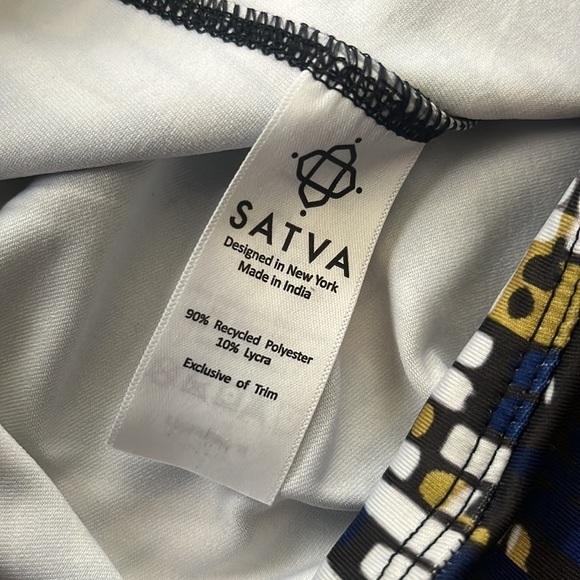 SATVA
Designed in New York
Made in India
90% Recycled Polyester
10% Lycra
Exclusive of Trim